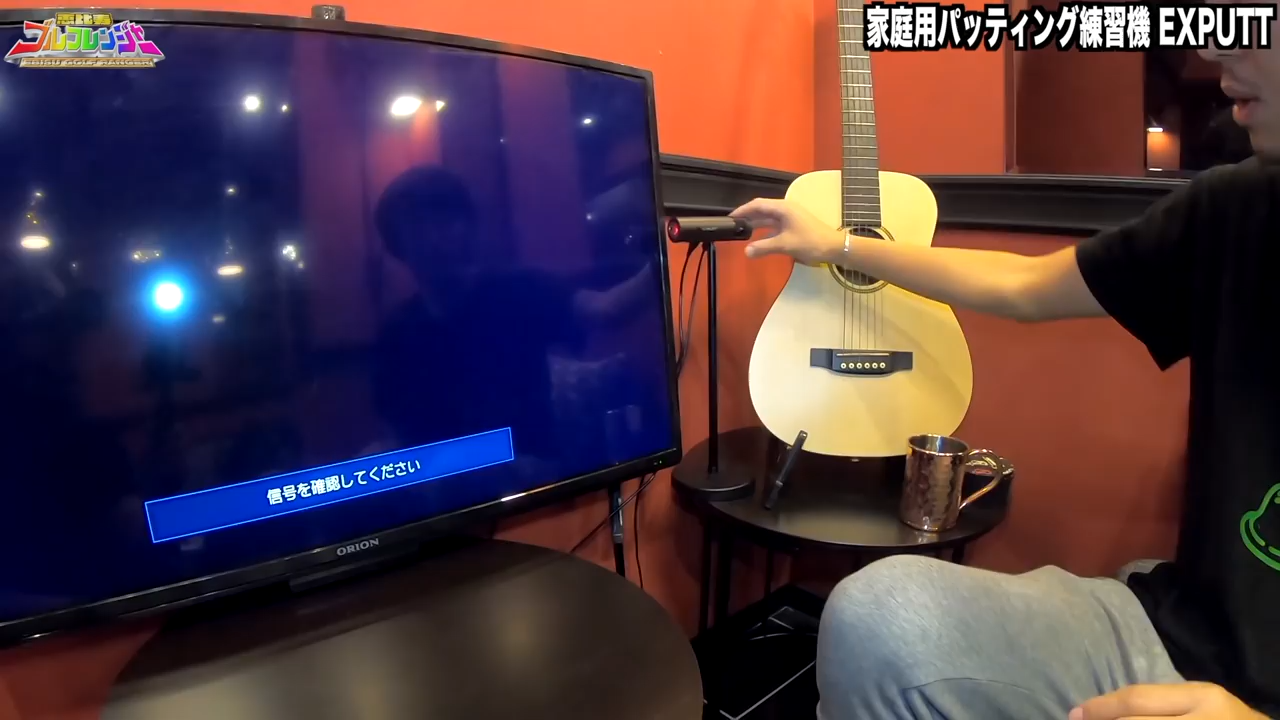 恵比寿
ゴルフレンジャー
EBISU GOLF RANGER
家庭用パッティング練習機 EXPUTT
信号を確認してください
ORION